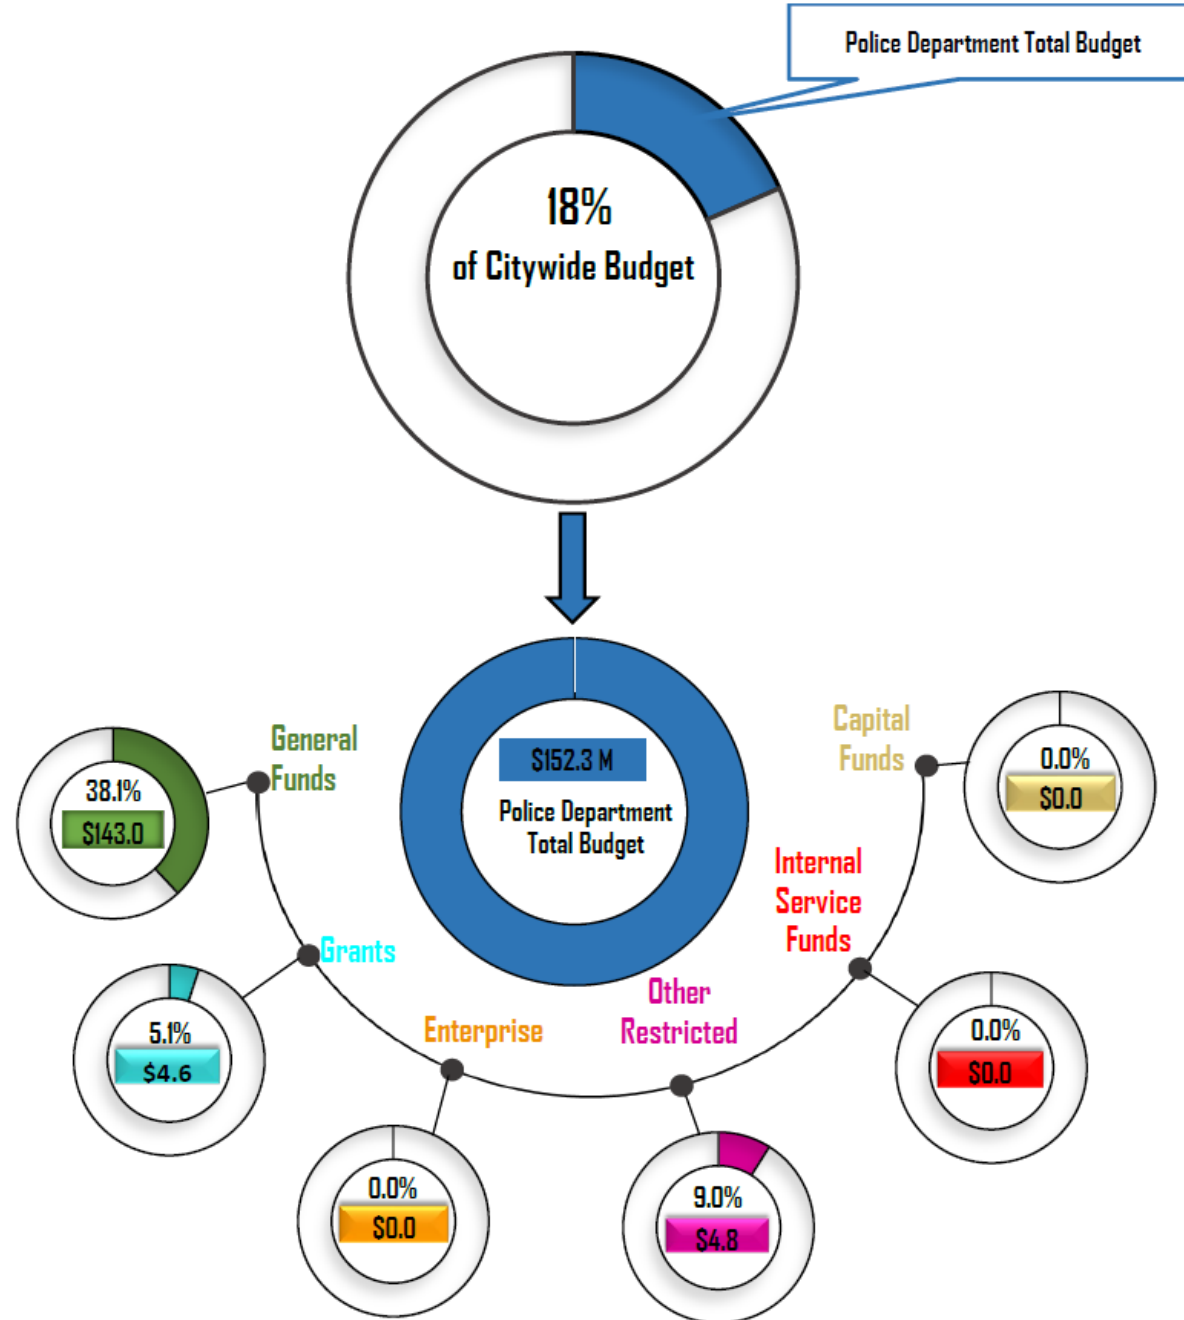 Police Department Total Budget
18%
of Citywide Budget
$152.3 M
Police Department
Total Budget
General
Funds
38.1%
$143.0
Grants
5.1%
$4.6
Enterprise
0.0%
$0.0
Other
Restricted
9.0%
$4.8
Internal
Service
Funds
0.0%
$0.0
Capital
Funds
0.0%
$0.0